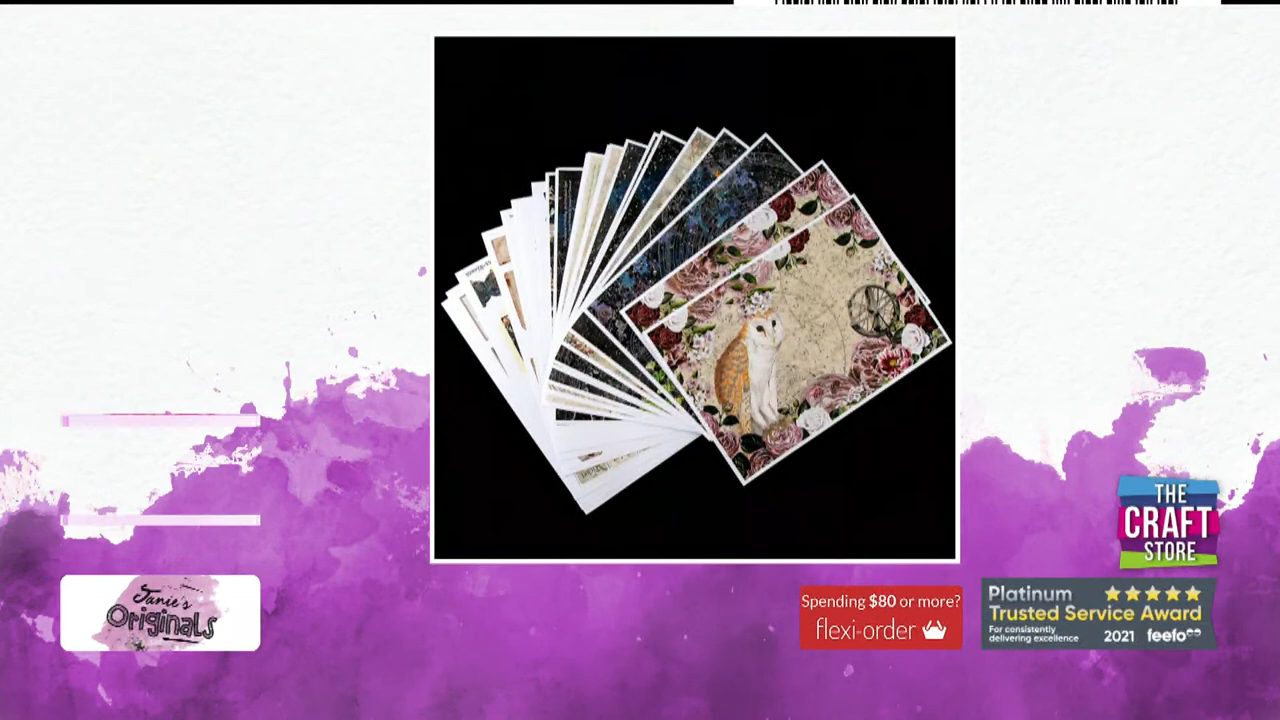 THE
CRAFT
STORE
Janie's
Originals
Spending $80 or more?
flexi-order
Platinum
Trusted Service Award
For consistently
delivering excellence
2021 feefo